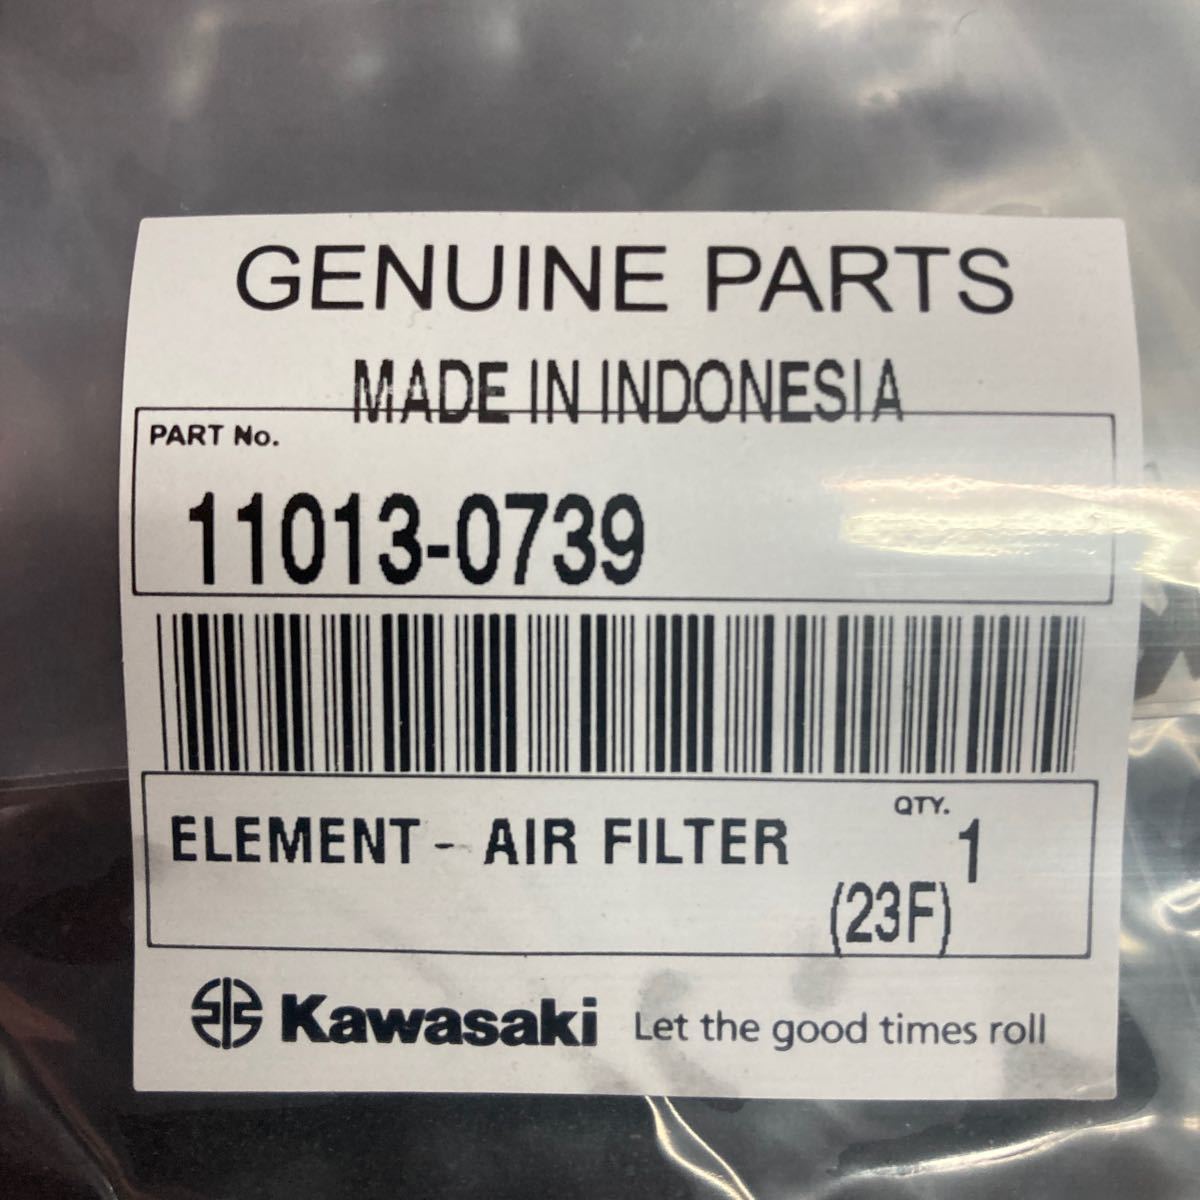 GENUINE PARTS
MADE IN INDONESIA
PART No.
11013-0739
QTY.
ELEMENT - AIR FILTER 1
(23F)
Kawasaki Let the good times roll